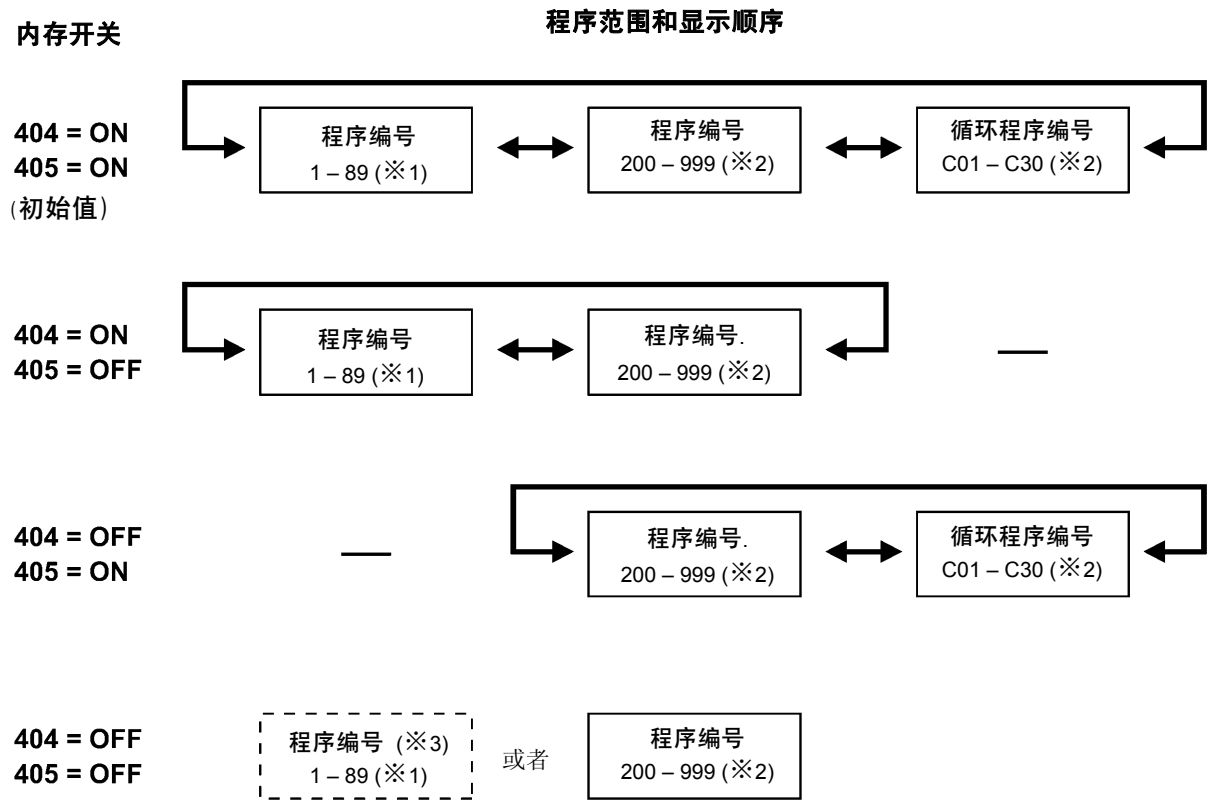 程序范围和显示顺序
内存开关
404 = ON
405 = ON
(初始值)
程序编号
1 – 89 (※1)
程序编号
200 – 999 (※2)
循环程序编号
C01 – C30 (※2)
404 = ON
405 = OFF
程序编号
1 – 89 (※1)
程序编号.
200 – 999 (※2)
—
404 = OFF
405 = ON
—
程序编号.
200 – 999 (※2)
循环程序编号
C01 – C30 (※2)
404 = OFF
405 = OFF
程序编号 (※3)
1 – 89 (※1)
或者
程序编号
200 – 999 (※2)